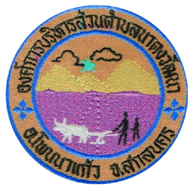 องค์การบริหารส่วนตำบลนาตงวัฒนา
อ.โพนนาแก้ว จ.สกลนคร